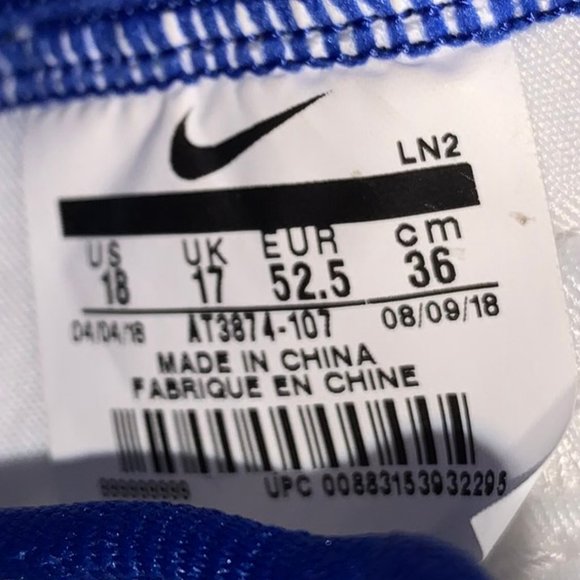 LN2
US UK EUR cm
18 17 52.5 36
04/04/18 AT3874-107 08/09/18
MADE IN CHINA
FABRIQUE EN CHINE
9999999999 UPC 00883153932295